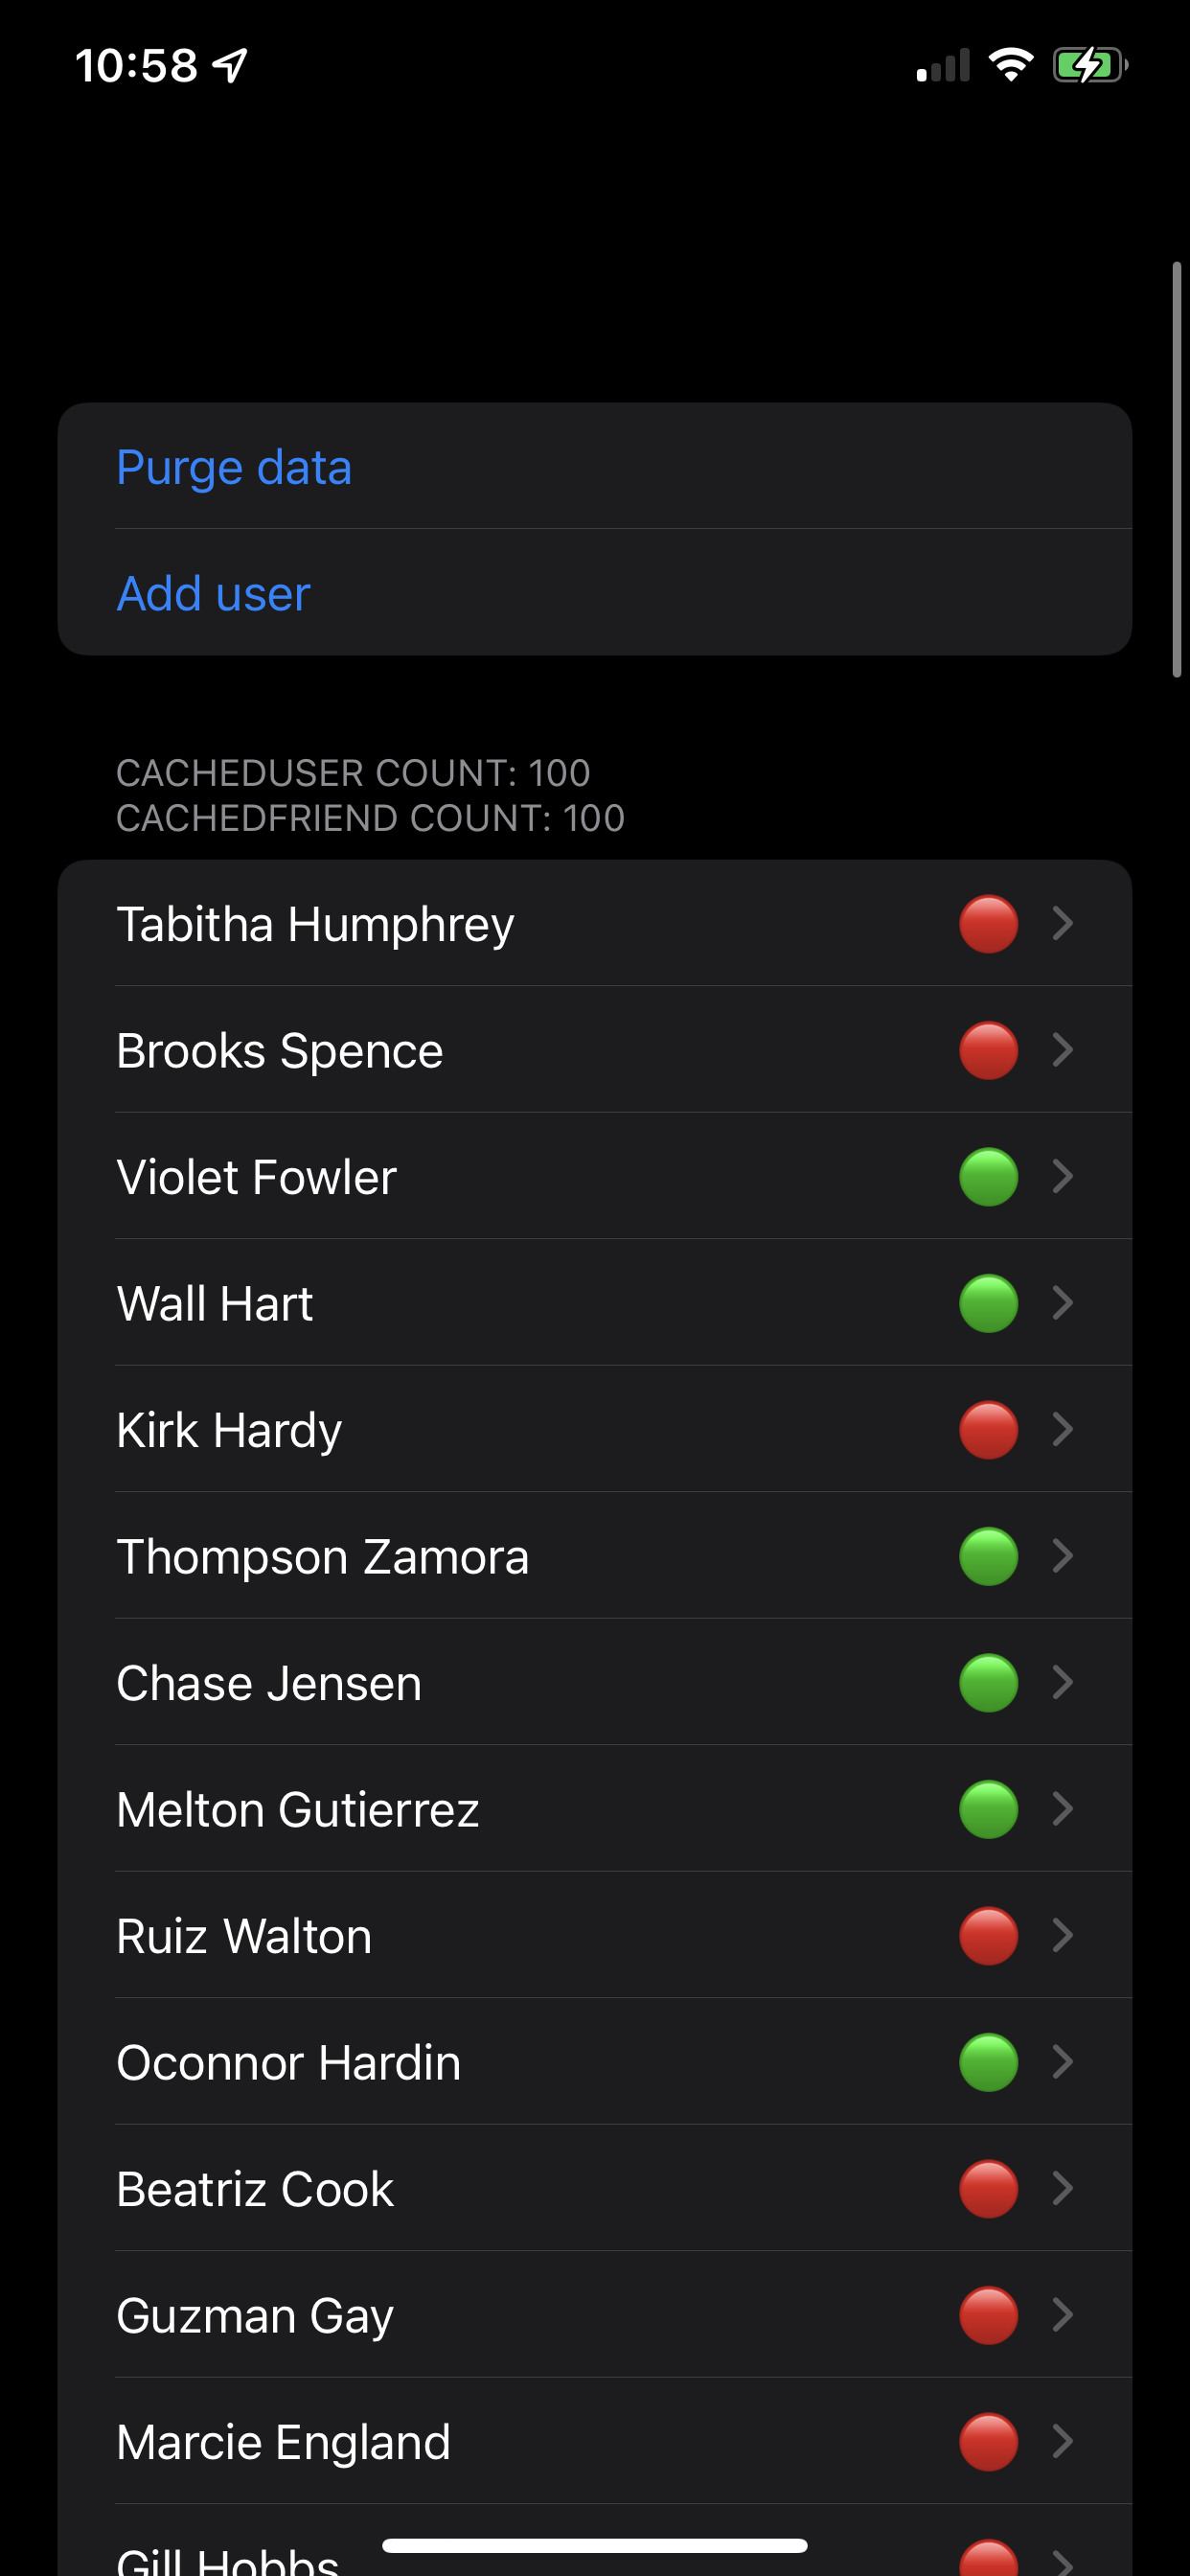 10:58
Purge data
Add user
CACHEDUSER COUNT: 100
CACHEDFRIEND COUNT: 100
Tabitha Humphrey
Brooks Spence
Violet Fowler
Wall Hart
Kirk Hardy
Thompson Zamora
Chase Jensen
Melton Gutierrez
Ruiz Walton
Oconnor Hardin
Beatriz Cook
Guzman Gay
Marcie England
Gill Hobbs